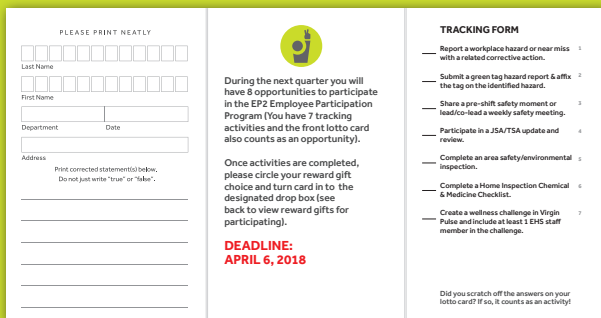 PLEASE PRINT NEATLY
Last Name
First Name
Department Date
Address
Print corrected statement(s) below.
Do not just write "true" or "false".
During the next quarter you will
have 8 opportunities to participate
in the EP2 Employee Participation
Program (You have 7 tracking
activities and the front lotto card
also counts as an opportunity).
Once activities are completed,
please circle your reward gift
choice and turn card in to the
designated drop box (see
back to view reward gifts for
participating).
DEADLINE:
APRIL 6, 2018
TRACKING FORM
Report a workplace hazard or near miss 1
with a related corrective action.
Submit a green tag hazard report & affix 2
the tag on the identified hazard.
Share a pre-shift safety moment or 3
lead/co-lead a weekly safety meeting.
Participate in a JSA/TSA update and 4
review.
Complete an area safety/environmental 5
inspection.
Complete a Home Inspection Chemical 6
& Medicine Checklist.
Create a wellness challenge in Virgin 7
Pulse and include at least 1 EHS staff
member in the challenge.
Did you scratch off the answers on your
lotto card? If so, it counts as an activity!